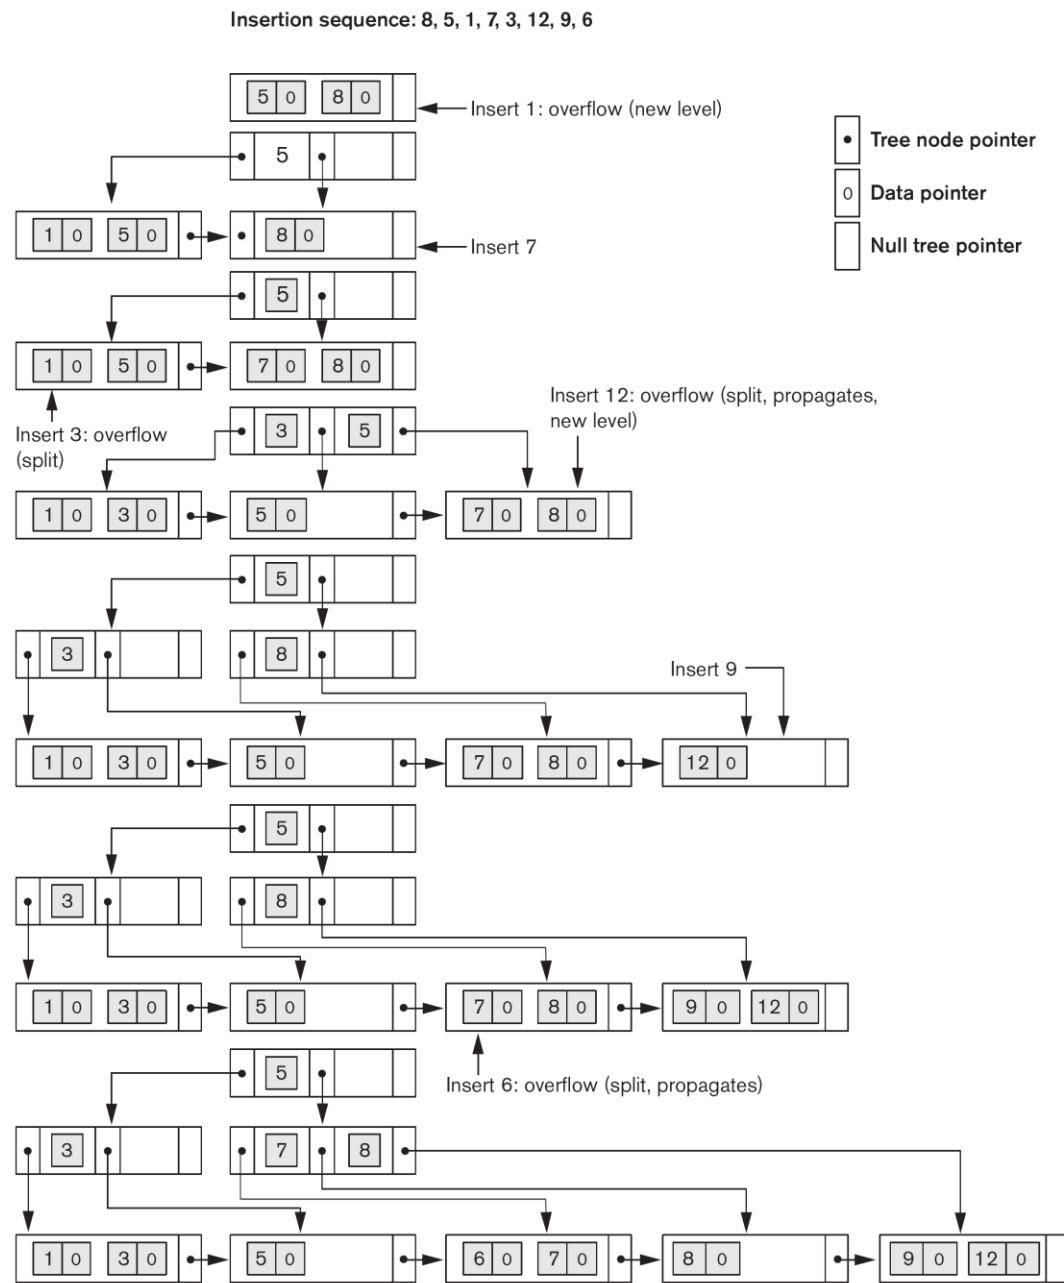 Insertion sequence: 8, 5, 1, 7, 3, 12, 9, 6
5 0 8 0
Insert 1: overflow (new level)
Tree node pointer
0 Data pointer
Null tree pointer
5
1 0 5 0 8 0
Insert 7
5
1 0 5 0 7 0 8 0
Insert 3: overflow
(split)
Insert 12: overflow (split, propagates,
new level)
3 5
1 0 3 0 5 0 7 0 8 0
5
3 8
Insert 9
1 0 3 0 5 0 7 0 8 0 12 0
5
3 8
1 0 3 0 5 0 7 0 8 0 9 0 12 0
Insert 6: overflow (split, propagates)
5
3 7 8
1 0 3 0 5 0 6 0 7 0 8 0 9 0 12 0